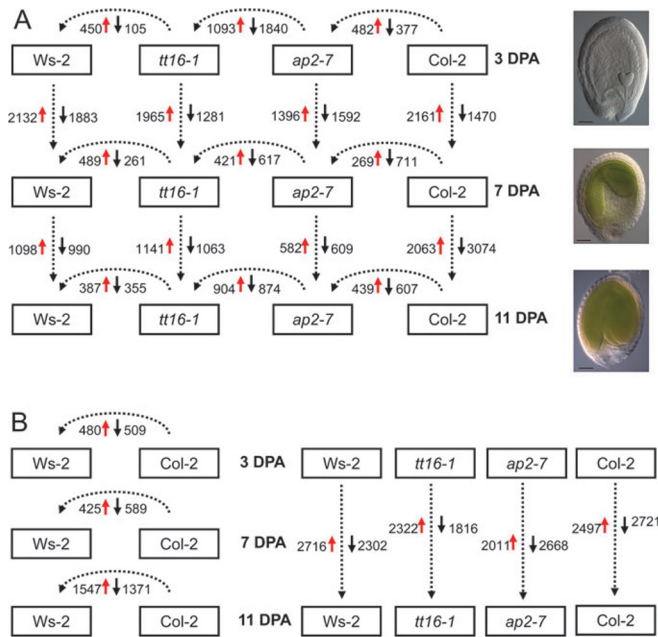 A
450 105 1093 1840 482 377
Ws-2 tt16-1 ap2-7 Col-2 3 DPA
2132 1883 1965 1281 1396 1592 2161 1470
489 261 421 617 269 711
Ws-2 tt16-1 ap2-7 Col-2 7 DPA
1098 990 1141 1063 582 609 2063 3074
387 355 904 874 439 607
Ws-2 tt16-1 ap2-7 Col-2 11 DPA
B
480 509
Ws-2 Col-2 3 DPA Ws-2 tt16-1 ap2-7 Col-2
425 589
Ws-2 Col-2 7 DPA 2716 2302 2322 1816 2011 2668 2497 2721
1547 1371
Ws-2 Col-2 11 DPA Ws-2 tt16-1 ap2-7 Col-2